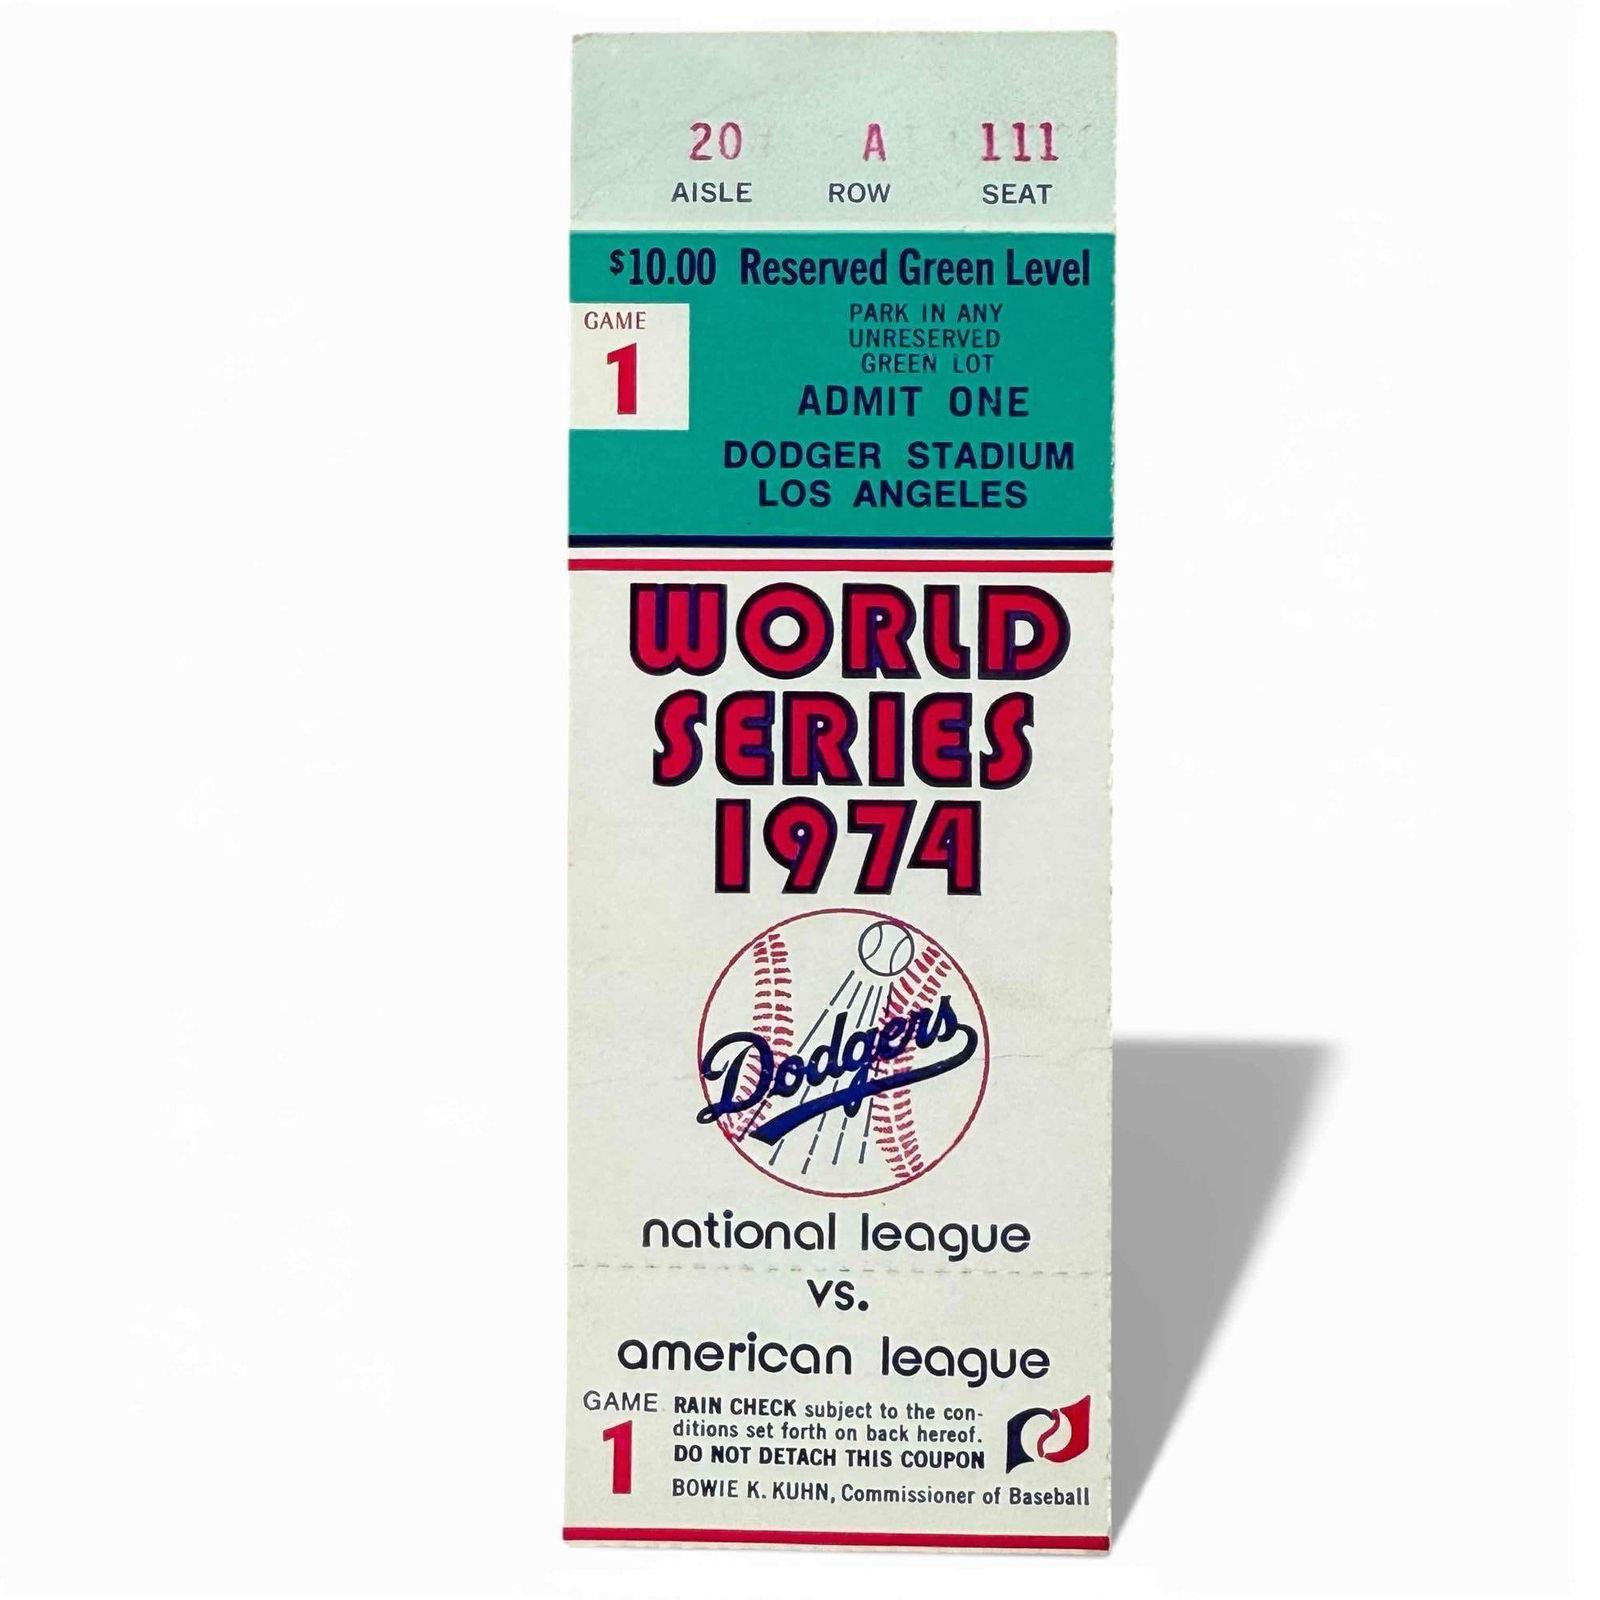 20 A 111
AISLE ROW SEAT
$10.00 Reserved Green Level
GAME
1
PARK IN ANY
UNRESERVED
GREEN LOT
ADMIT ONE
DODGER STADIUM
LOS ANGELES
WORLD
SERIES
1974
Dodgers
national league
vs.
american league
GAME
1
RAIN CHECK subject to the con-
ditions set forth on back hereof.
DO NOT DETACH THIS COUPON
BOWIE K. KUHN, Commissioner of Baseball